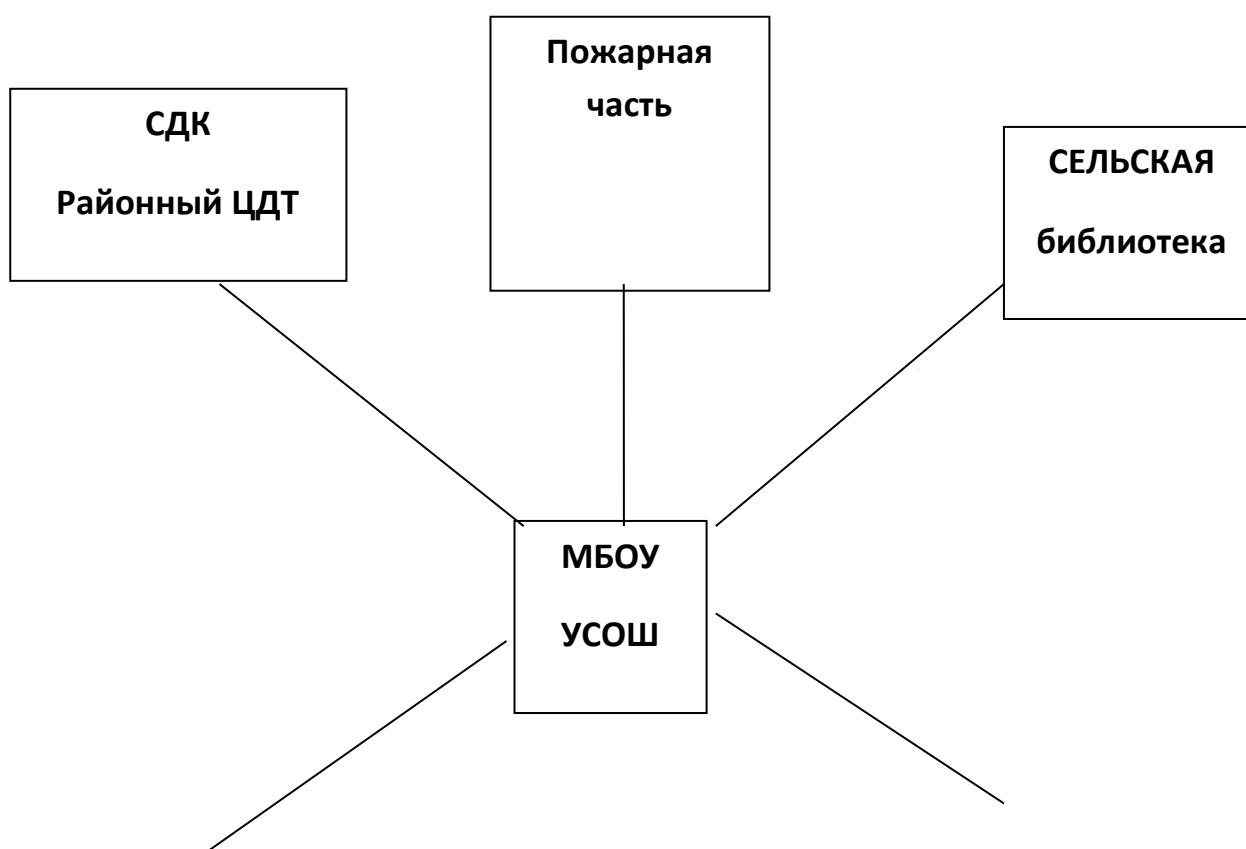 Пожарная
часть
СДК
Районный ЦДТ
СЕЛЬСКАЯ
библиотека
МБОУ
УСОШ